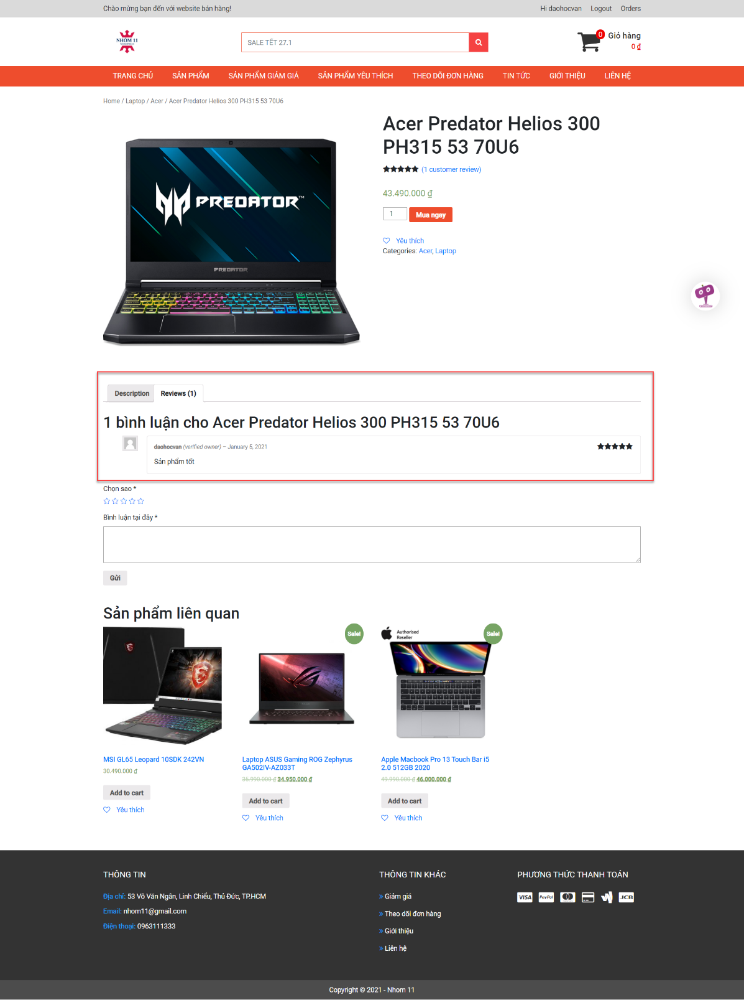 Chào mừng bạn đến với website bán hàng!
Hi daohocvan Logout Orders
NHÓM 11
WORDPRESS
SALE TẾT 27.1
0
Giỏ hàng
0 ₫
TRANG CHỦ SẢN PHẨM SẢN PHẨM GIẢM GIÁ SẢN PHẨM YÊU THÍCH THEO DÕI ĐƠN HÀNG TIN TỨC GIỚI THIỆU LIÊN HỆ
Home / Laptop / Acer / Acer Predator Helios 300 PH315 53 70U6
PREDATOR™
PREDATOR
Acer Predator Helios 300
PH315 53 70U6
(1 customer review)
43.490.000 ₫
1 Mua ngay
Yêu thích
Categories: Acer, Laptop
Description Reviews (1)
1 bình luận cho Acer Predator Helios 300 PH315 53 70U6
daohocvan (verified owner) – January 5, 2021
Sản phẩm tốt
Chọn sao *
Bình luận tại đây *
Gửi
Sản phẩm liên quan
MSI GL65 Leopard 10SDK 242VN
30.490.000 ₫
Add to cart
Yêu thích
Sale!
Laptop ASUS Gaming ROG Zephyrus
GA502IV-AZ033T
35.990.000 ₫ 34.950.000 ₫
Add to cart
Yêu thích
Authorised
Reseller
Sale!
Apple Macbook Pro 13 Touch Bar i5
2.0 512GB 2020
49.990.000 ₫ 46.000.000 ₫
Add to cart
Yêu thích
THÔNG TIN
Địa chỉ: 53 Võ Văn Ngân, Linh Chiểu, Thủ Đức, TP.HCM
Email: nhom11@gmail.com
Điện thoại: 0963111333
THÔNG TIN KHÁC
» Giảm giá
» Theo dõi đơn hàng
» Giới thiệu
» Liên hệ
PHƯƠNG THỨC THANH TOÁN
VISA PayPal JCB
Copyright © 2021 - Nhom 11